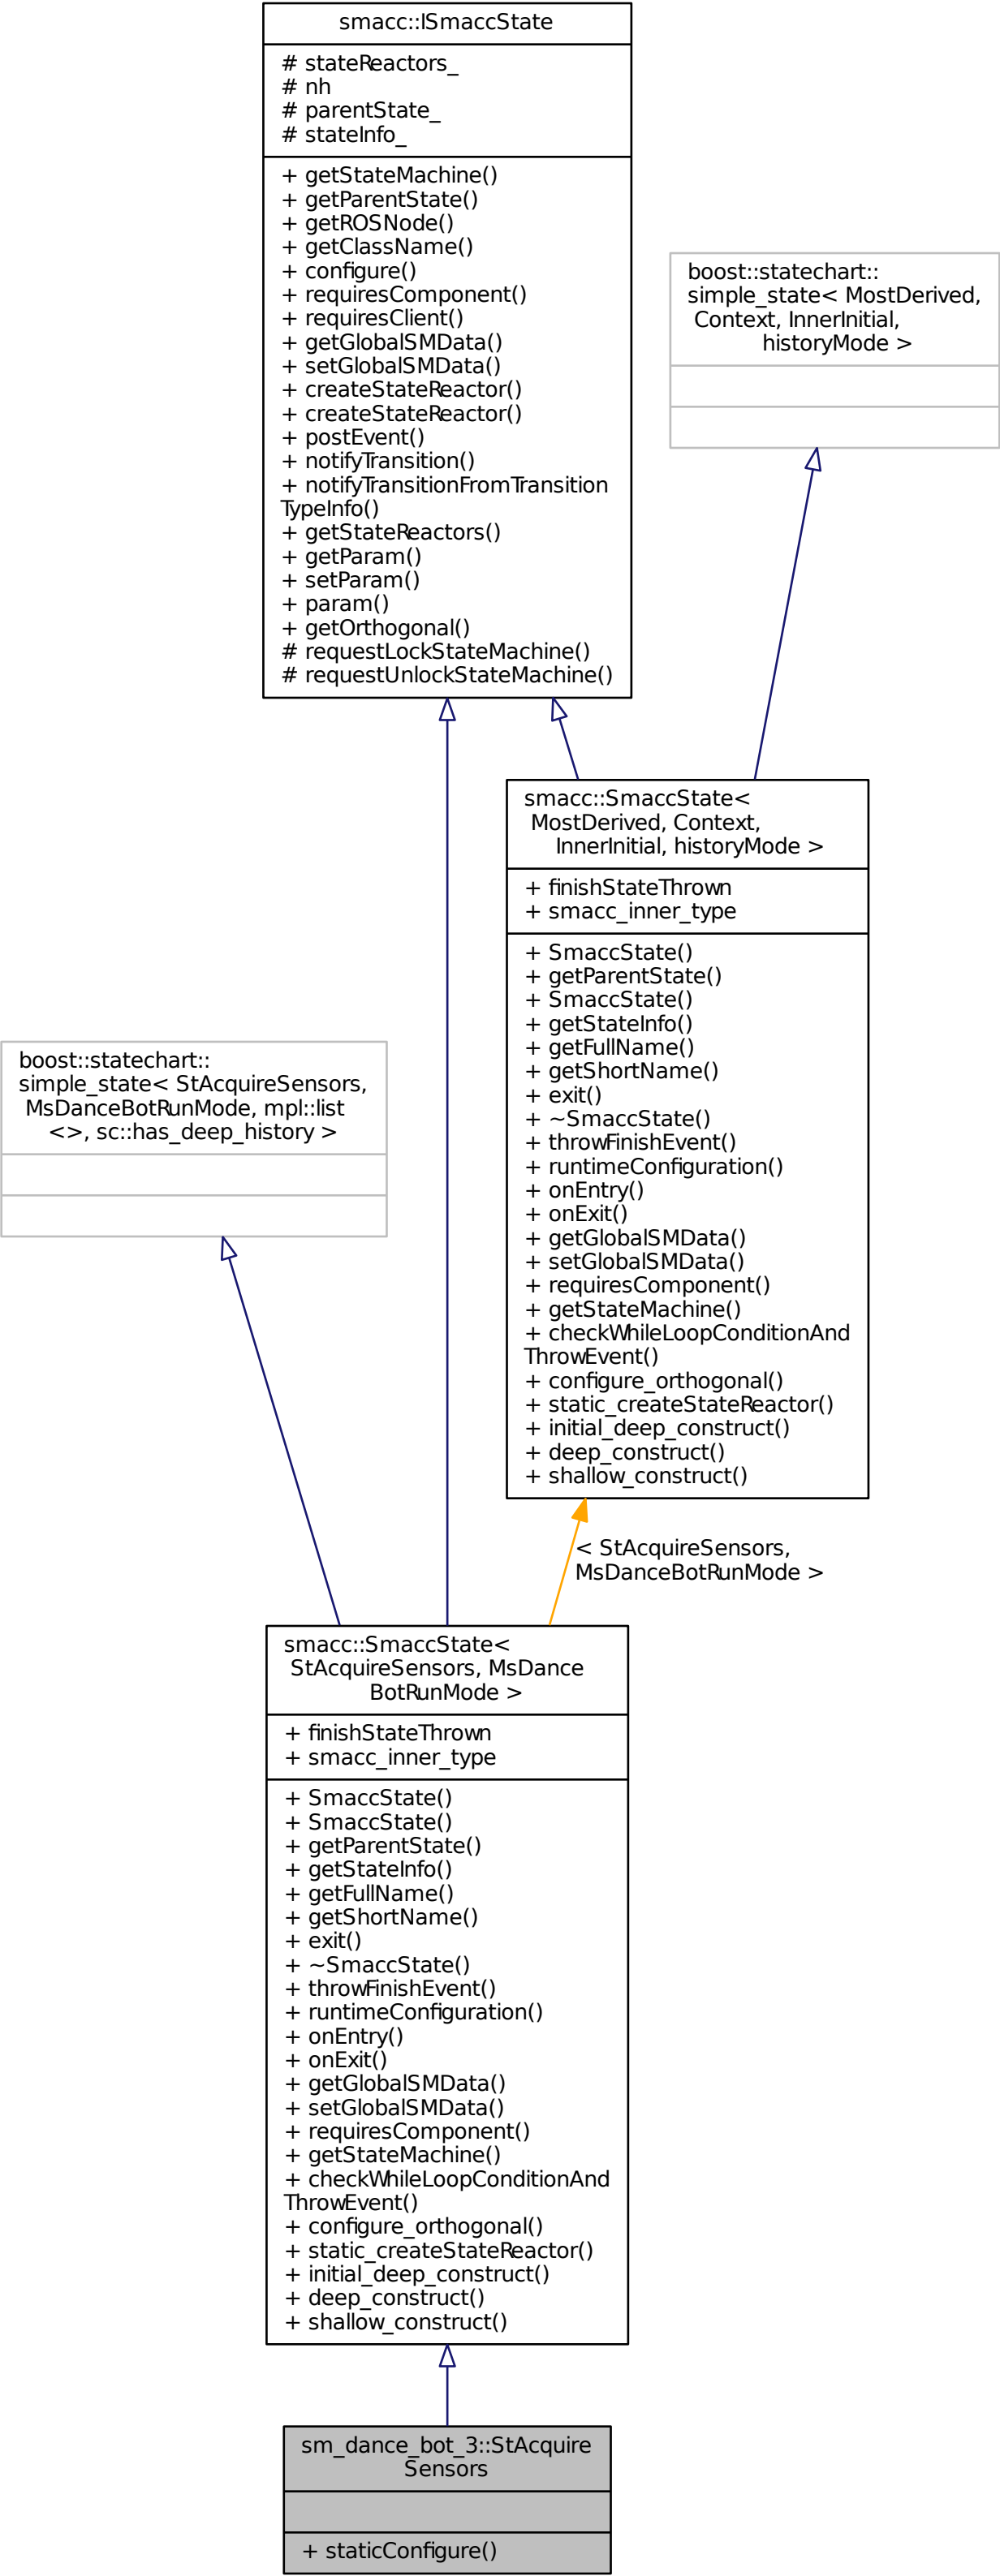 smacc::ISmaccState
# stateReactors_
# nh
# parentState_
# stateInfo_
+ getStateMachine()
+ getParentState()
+ getROSNode()
+ getClassName()
+ configure()
+ requiresComponent()
+ requiresClient()
+ getGlobalSMData()
+ setGlobalSMData()
+ createStateReactor()
+ createStateReactor()
+ postEvent()
+ notifyTransition()
+ notifyTransitionFromTransition
TypeInfo()
+ getStateReactors()
+ getParam()
+ setParam()
+ param()
+ getOrthogonal()
# requestLockStateMachine()
# requestUnlockStateMachine()
boost::statechart::
simple_state< MostDerived,
Context, InnerInitial,
historyMode >
smacc::SmaccState<
MostDerived, Context,
InnerInitial, historyMode >
+ finishStateThrown
+ smacc_inner_type
+ SmaccState()
+ getParentState()
+ SmaccState()
+ getStateInfo()
+ getFullName()
+ getShortName()
+ exit()
+ ~SmaccState()
+ throwFinishEvent()
+ runtimeConfiguration()
+ onEntry()
+ onExit()
+ getGlobalSMData()
+ setGlobalSMData()
+ requiresComponent()
+ getStateMachine()
+ checkWhileLoopConditionAnd
ThrowEvent()
+ configure_orthogonal()
+ static_createStateReactor()
+ initial_deep_construct()
+ deep_construct()
+ shallow_construct()
boost::statechart::
simple_state< StAcquireSensors,
MsDanceBotRunMode, mpl::list
<>, sc::has_deep_history >
< StAcquireSensors,
MsDanceBotRunMode >
smacc::SmaccState<
StAcquireSensors, MsDance
BotRunMode >
+ finishStateThrown
+ smacc_inner_type
+ SmaccState()
+ SmaccState()
+ getParentState()
+ getStateInfo()
+ getFullName()
+ getShortName()
+ exit()
+ ~SmaccState()
+ throwFinishEvent()
+ runtimeConfiguration()
+ onEntry()
+ onExit()
+ getGlobalSMData()
+ setGlobalSMData()
+ requiresComponent()
+ getStateMachine()
+ checkWhileLoopConditionAnd
ThrowEvent()
+ configure_orthogonal()
+ static_createStateReactor()
+ initial_deep_construct()
+ deep_construct()
+ shallow_construct()
sm_dance_bot_3::StAcquire
Sensors
+ staticConfigure()